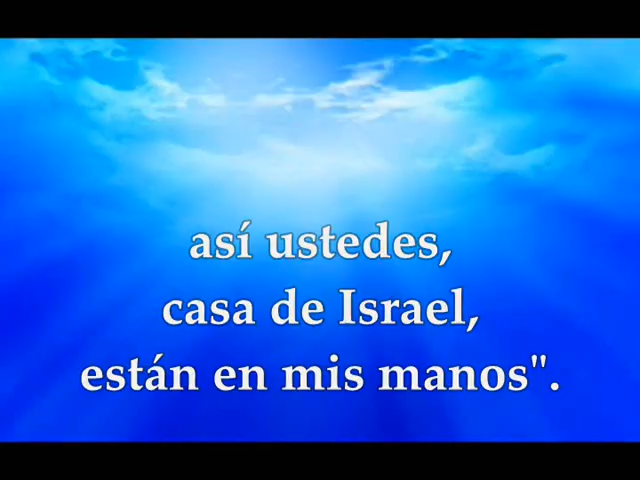 así ustedes,
casa de Israel,
están en mis manos".